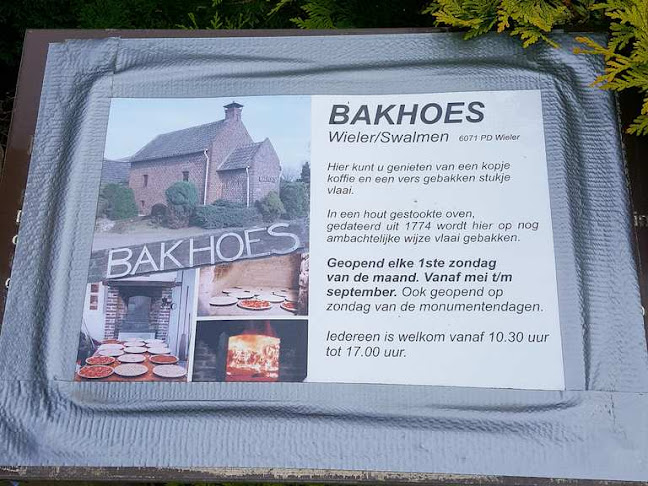 BAKHOES
Wieler/Swalmen 6071 PD Wieler
Hier kunt u genieten van een kopje
koffie en een vers gebakken stukje
vlaai.
In een hout gestookte oven,
gedateerd uit 1774 wordt hier op nog
ambachtelijke wijze vlaai gebakken.
Geopend elke 1ste zondag
van de maand. Vanaf mei t/m
september. Ook geopend op
zondag van de monumentendagen.
Iedereen is welkom vanaf 10.30 uur
tot 17.00 uur.
BAKHOES